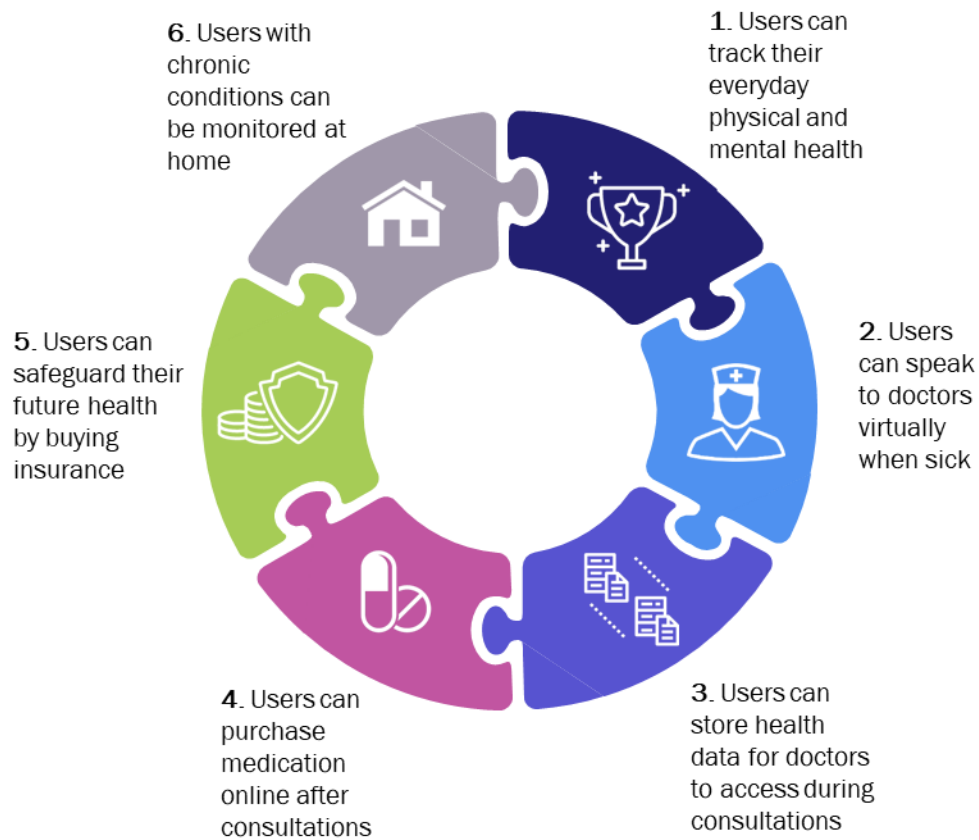 1. Users can
track their
everyday
physical and
mental health
2. Users
can speak
to doctors
virtually
when sick
3. Users can
store health
data for doctors
to access during
consultations
4. Users can
purchase
medication
online after
consultations
5. Users can
safeguard their
future health
by buying
insurance
6. Users with
chronic
conditions can
be monitored at
home